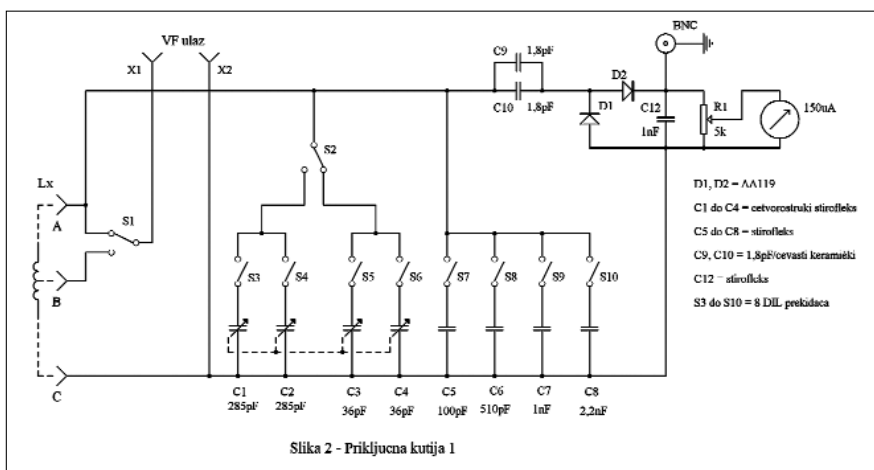 BNC
VF ulaz
X1
X2
C9
1,8pF
C10
1,8pF
D2
D1
C12
1nF
R1
5k
150uA
S2
Lx
A
S1
B
C
S3
S4
S5
S6
S7
S8
S9
S10
D1, D2 = AA119
C1 do C4 = cetvorostruki stirofleks
C5 do C8 = stirofleks
C9, C10 = 1,8pF/cevasti keramièki
C12 = stirofleks
S3 do S10 = 8 DIL prekidaca
C1 C2 C3 C4 C5 C6 C7 C8
285pF 285pF 36pF 36pF 100pF 510pF 1nF 2,2nF
Slika 2 - Prikljucna kutija 1